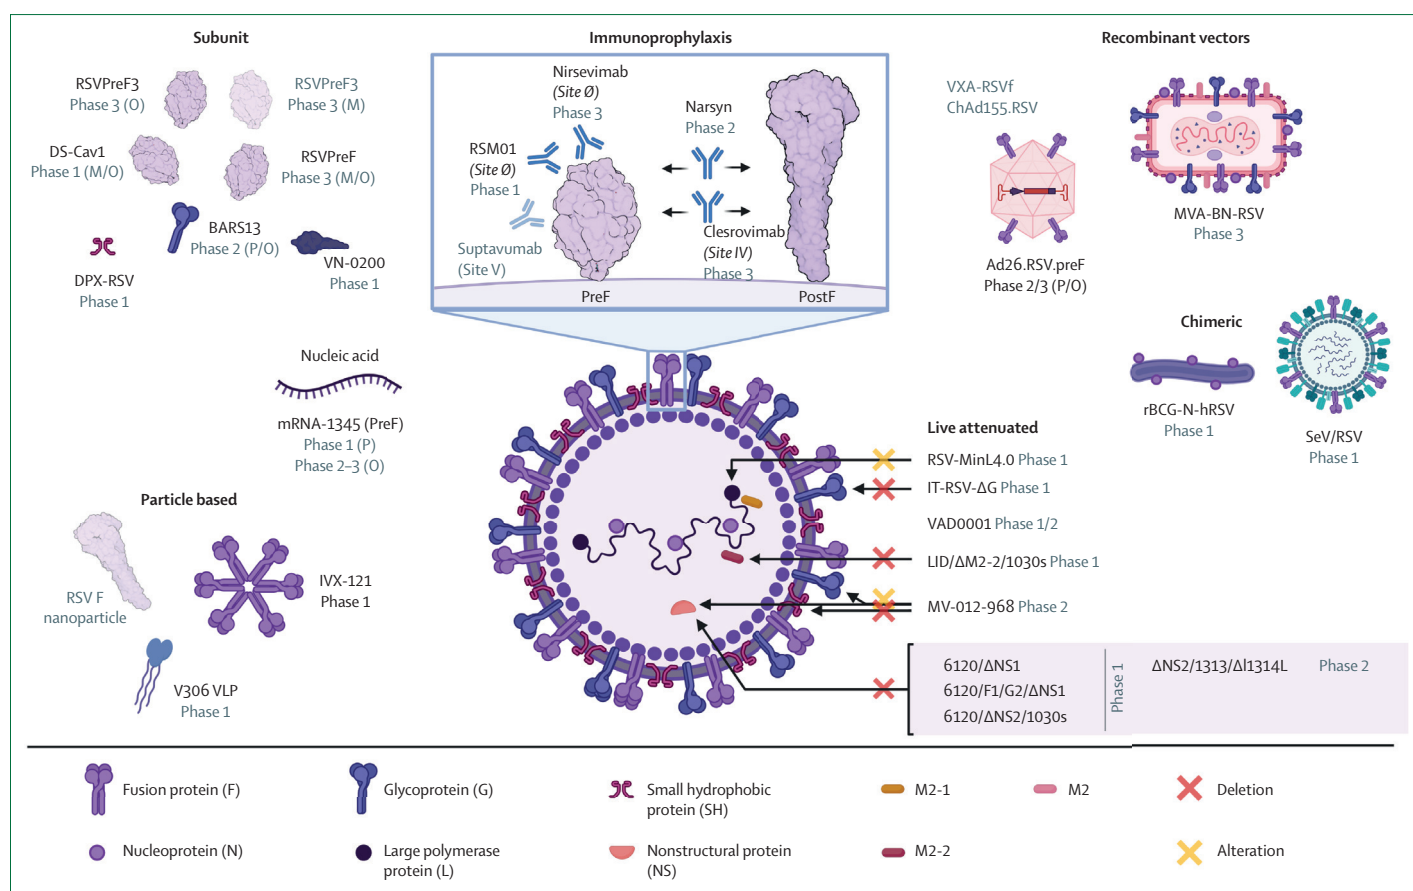 Subunit
RSVPreF3
Phase 3 (O)
RSVPreF3
Phase 3 (M)
DS-Cav1
Phase 1 (M/O)
RSVPreF
Phase 3 (M/O)
BARS13
Phase 2 (P/O)
DPX-RSV
Phase 1
VN-0200
Phase 1
Immunoprophylaxis
Nirsevimab
(Site Ø)
Phase 3
RSM01
(Site Ø)
Phase 1
Suptavumab
(Site V)
Narsyn
Phase 2
Clesrovimab
(Site IV)
Phase 3
PreF
PostF
Recombinant vectors
VXA-RSVf
ChAd155.RSV
Ad26.RSV.preF
Phase 2/3 (P/O)
MVA-BN-RSV
Phase 3
Chimeric
rBCG-N-hRSV
Phase 1
SeV/RSV
Phase 1
Nucleic acid
mRNA-1345 (PreF)
Phase 1 (P)
Phase 2–3 (O)
Particle based
RSV F
nanoparticle
IVX-121
Phase 1
V306 VLP
Phase 1
Live attenuated
RSV-MinL4.0 Phase 1
IT-RSV-ΔG Phase 1
VAD0001 Phase 1/2
LID/ΔM2-2/1030s Phase 1
MV-012-968 Phase 2
6120/ΔNS1
6120/F1/G2/ΔNS1
6120/ΔNS2/1030s
Phase 1
ΔNS2/1313/Δl1314L Phase 2
Fusion protein (F)
Glycoprotein (G)
Small hydrophobic
protein (SH)
M2-1
M2
Deletion
Nucleoprotein (N)
Large polymerase
protein (L)
Nonstructural protein
(NS)
M2-2
Alteration